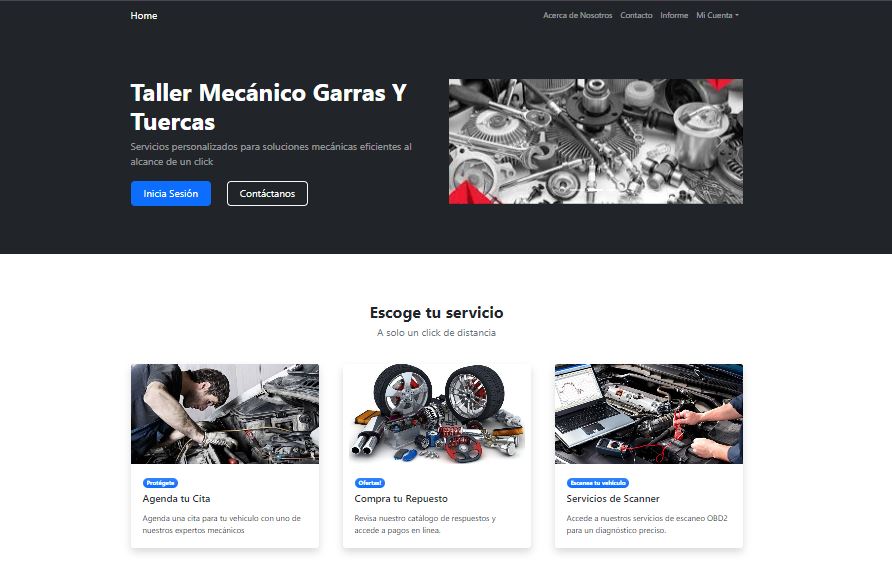 Home
Acerca de Nosotros Contacto Informe Mi Cuenta
Taller Mecánico Garras Y
Tuercas
Servicios personalizados para soluciones mecánicas eficientes al
alcance de un click
Inicia Sesión Contáctanos
Escoge tu servicio
A solo un click de distancia
Protégete
Agenda tu Cita
Agenda una cita para tu vehículo con uno de
nuestros expertos mecánicos
Ofertas!
Compra tu Repuesto
Revisa nuestro catálogo de respuestos y
accede a pagos en línea.
Escanea tu vehículo
Servicios de Scanner
Accede a nuestros servicios de escaneo OBD2
para un diagnóstico preciso.